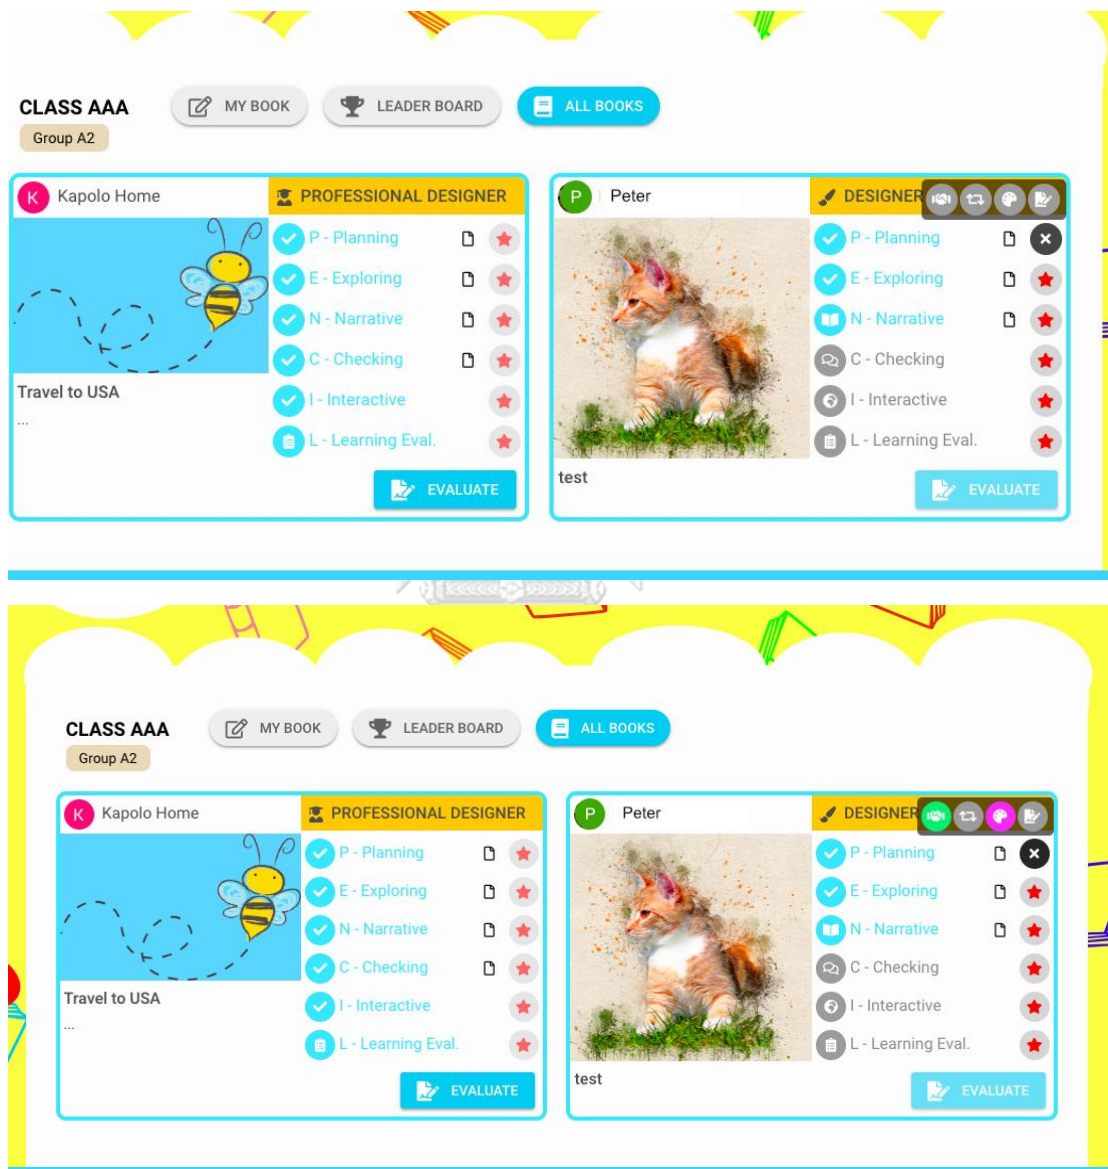 CLASS AAA
MY BOOK
LEADER BOARD
ALL BOOKS
Group A2
K
Kapolo Home
PROFESSIONAL DESIGNER
P - Planning
E - Exploring
N - Narrative
C - Checking
I - Interactive
L - Learning Eval.
Travel to USA
...
EVALUATE
P
Peter
DESIGNER
P - Planning
E - Exploring
N - Narrative
C - Checking
I - Interactive
L - Learning Eval.
test
EVALUATE
CLASS AAA
MY BOOK
LEADER BOARD
ALL BOOKS
Group A2
K
Kapolo Home
PROFESSIONAL DESIGNER
P - Planning
E - Exploring
N - Narrative
C - Checking
I - Interactive
L - Learning Eval.
Travel to USA
...
EVALUATE
P
Peter
DESIGNER
P - Planning
E - Exploring
N - Narrative
C - Checking
I - Interactive
L - Learning Eval.
test
EVALUATE